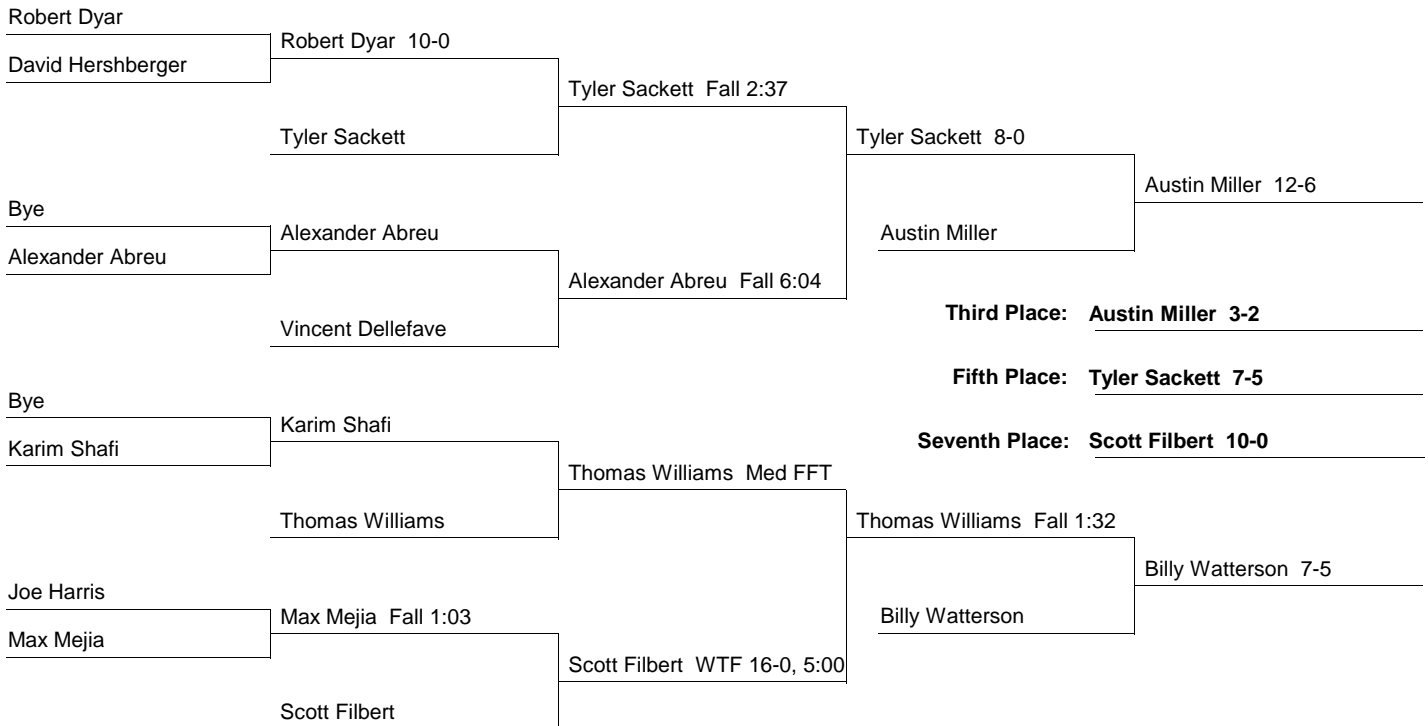 Robert Dyar
David Hershberger
Robert Dyar 10-0
Tyler Sackett
Tyler Sackett Fall 2:37
Bye
Alexander Abreu
Alexander Abreu
Vincent Dellefave
Alexander Abreu Fall 6:04
Tyler Sackett 8-0
Austin Miller
Austin Miller 12-6
Third Place: Austin Miller 3-2
Fifth Place: Tyler Sackett 7-5
Seventh Place: Scott Filbert 10-0
Bye
Karim Shafi
Karim Shafi
Thomas Williams
Thomas Williams Med FFT
Joe Harris
Max Mejia
Max Mejia Fall 1:03
Scott Filbert
Scott Filbert WTF 16-0, 5:00
Thomas Williams Fall 1:32
Billy Watterson
Billy Watterson 7-5